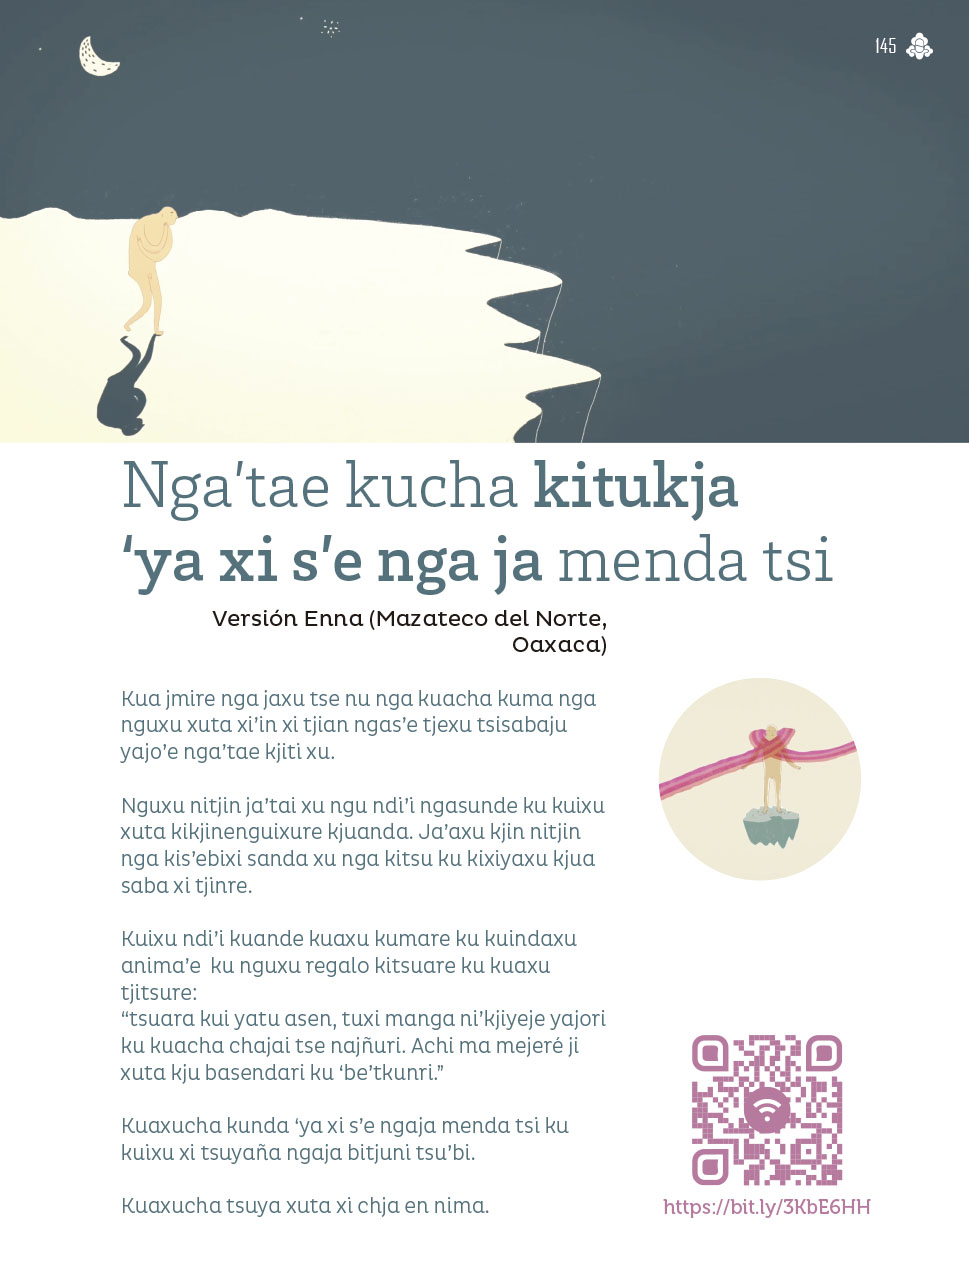 145
Nga’tae kucha kitukja
‘ya xi s’e nga ja menda tsi
Versión Enna (Mazateco del Norte,
Oaxaca)
Kua jmire nga jaxu tse nu nga kuacha kuma nga
nguxu xuta xi’in xi tjian ngas’e tjexu tsisabaju
yajo’e nga’tae kjiti xu.
Nguxu nitjin ja’tai xu ngu ndi’i ngasunde ku kuixu
xuta kikjinenguixure kjuanda. Ja’axu kjin nitjin
nga kis’ebixi sanda xu nga kitsu ku kixiyaxu kjua
saba xi tjinre.
Kuixu ndi’i kuande kuaxu kumare ku kuindaxu
anima’e ku nguxu regalo kitsuare ku kuaxu
tjitsure:
“tsuara kui yatu asen, tuxi manga ni’kjiyeje yajori
ku kuacha chajai tse najñuri. Achi ma mejeré ji
xuta kju basendari ku ‘be’tkunri.”
Kuaxucha kunda ‘ya xi s’e ngaja menda tsi ku
kuixu xi tsuyaña ngaja bitjuni tsu’bi.
Kuaxucha tsuya xuta xi chja en nima.
https://bit.ly/3KbE6HH